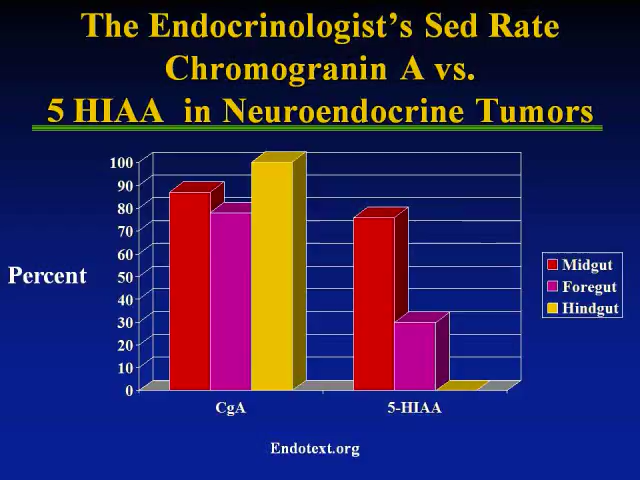 The Endocrinologist's Sed Rate
Chromogranin A vs.
5 HIAA in Neuroendocrine Tumors
100
90
80
70
60
50
40
30
20
10
0
Percent
CgA
5-HIAA
Midgut
Foregut
Hindgut
Endotext.org